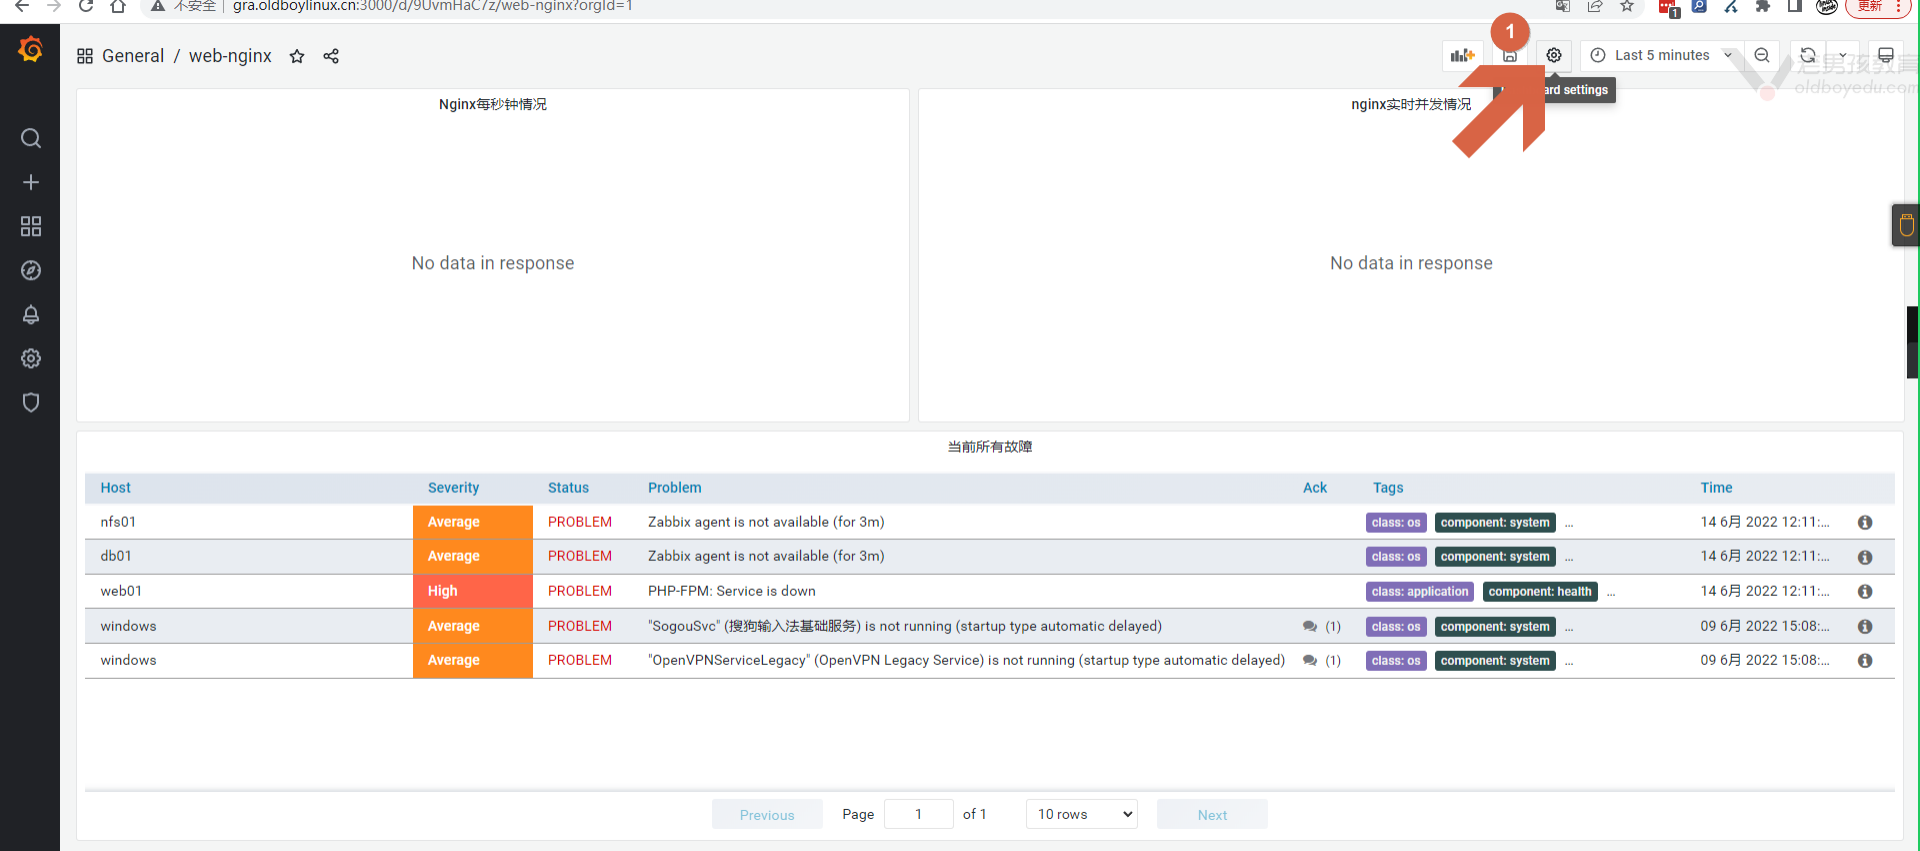 不安全 gra.oldboylinux.cn:3000/d/9UvmHaC7z/web-nginx?orgId=1
1
更新
General / web-nginx
1
Last 5 minutes
老男孩教育
oldboyedu.com
ard settings
Nginx每秒钟情况
nginx实时并发情况
No data in response
No data in response
当前所有故障
Host Severity Status Problem Ack Tags Time
nfs01 Average PROBLEM Zabbix agent is not available (for 3m) class: os component: system ... 14 6月 2022 12:11:...
db01 Average PROBLEM Zabbix agent is not available (for 3m) class: os component: system ... 14 6月 2022 12:11:...
web01 High PROBLEM PHP-FPM: Service is down class: application component: health ... 14 6月 2022 12:11:...
windows Average PROBLEM "SogouSvc" (搜狗输入法基础服务) is not running (startup type automatic delayed) (1) class: os component: system ... 09 6月 2022 15:08:...
windows Average PROBLEM "OpenVPNServiceLegacy" (OpenVPN Legacy Service) is not running (startup type automatic delayed) (1) class: os component: system ... 09 6月 2022 15:08:...
Previous Page 1 of 1 10 rows Next